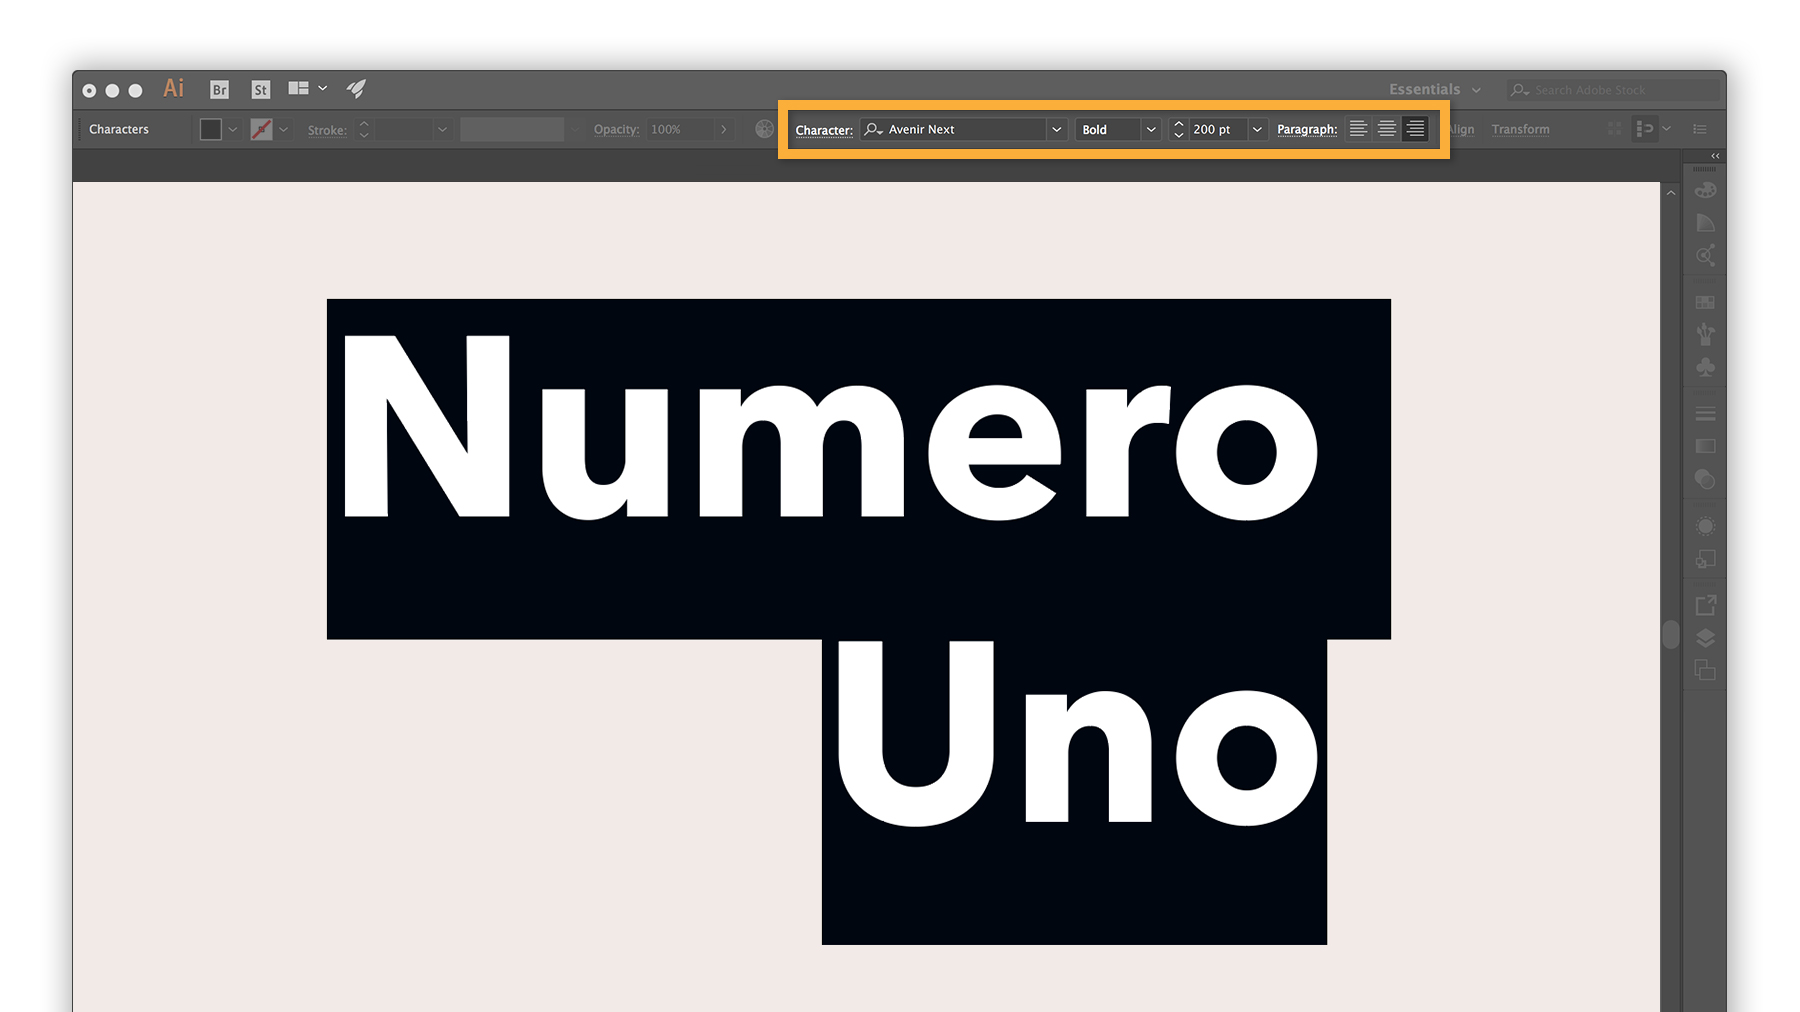 Ai Br St Essentials Search Adobe Stock
Characters Stroke: Opacity: 100% Character: Avenir Next Bold 200 pt Paragraph: Align Transform
Numero
Uno